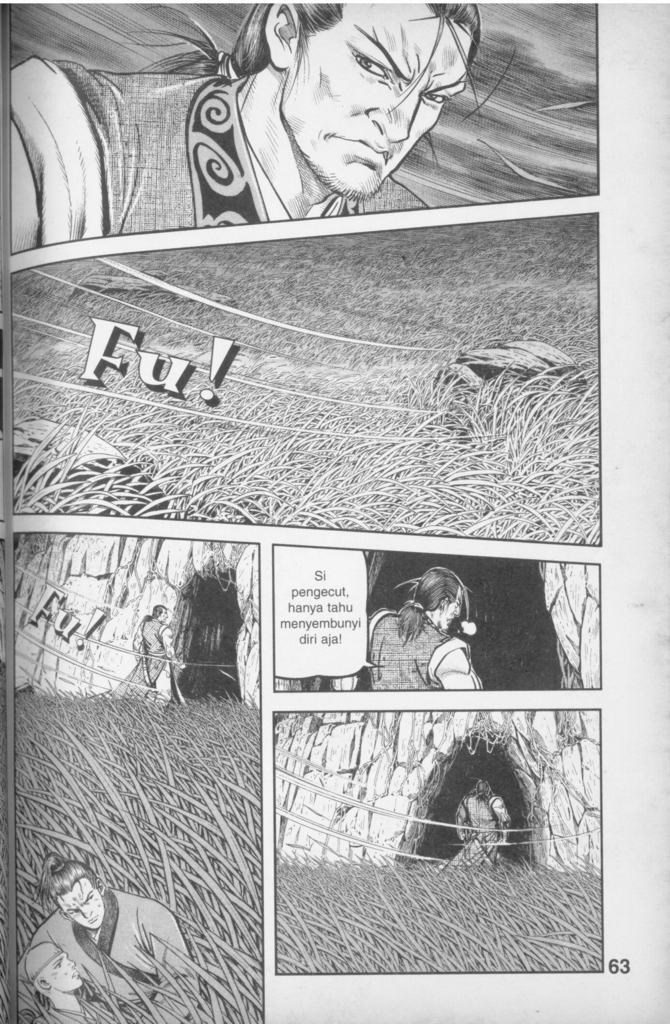 Fu!
Fu!
Si
pengecut,
hanya tahu
menyembunyi
diri aja!
63